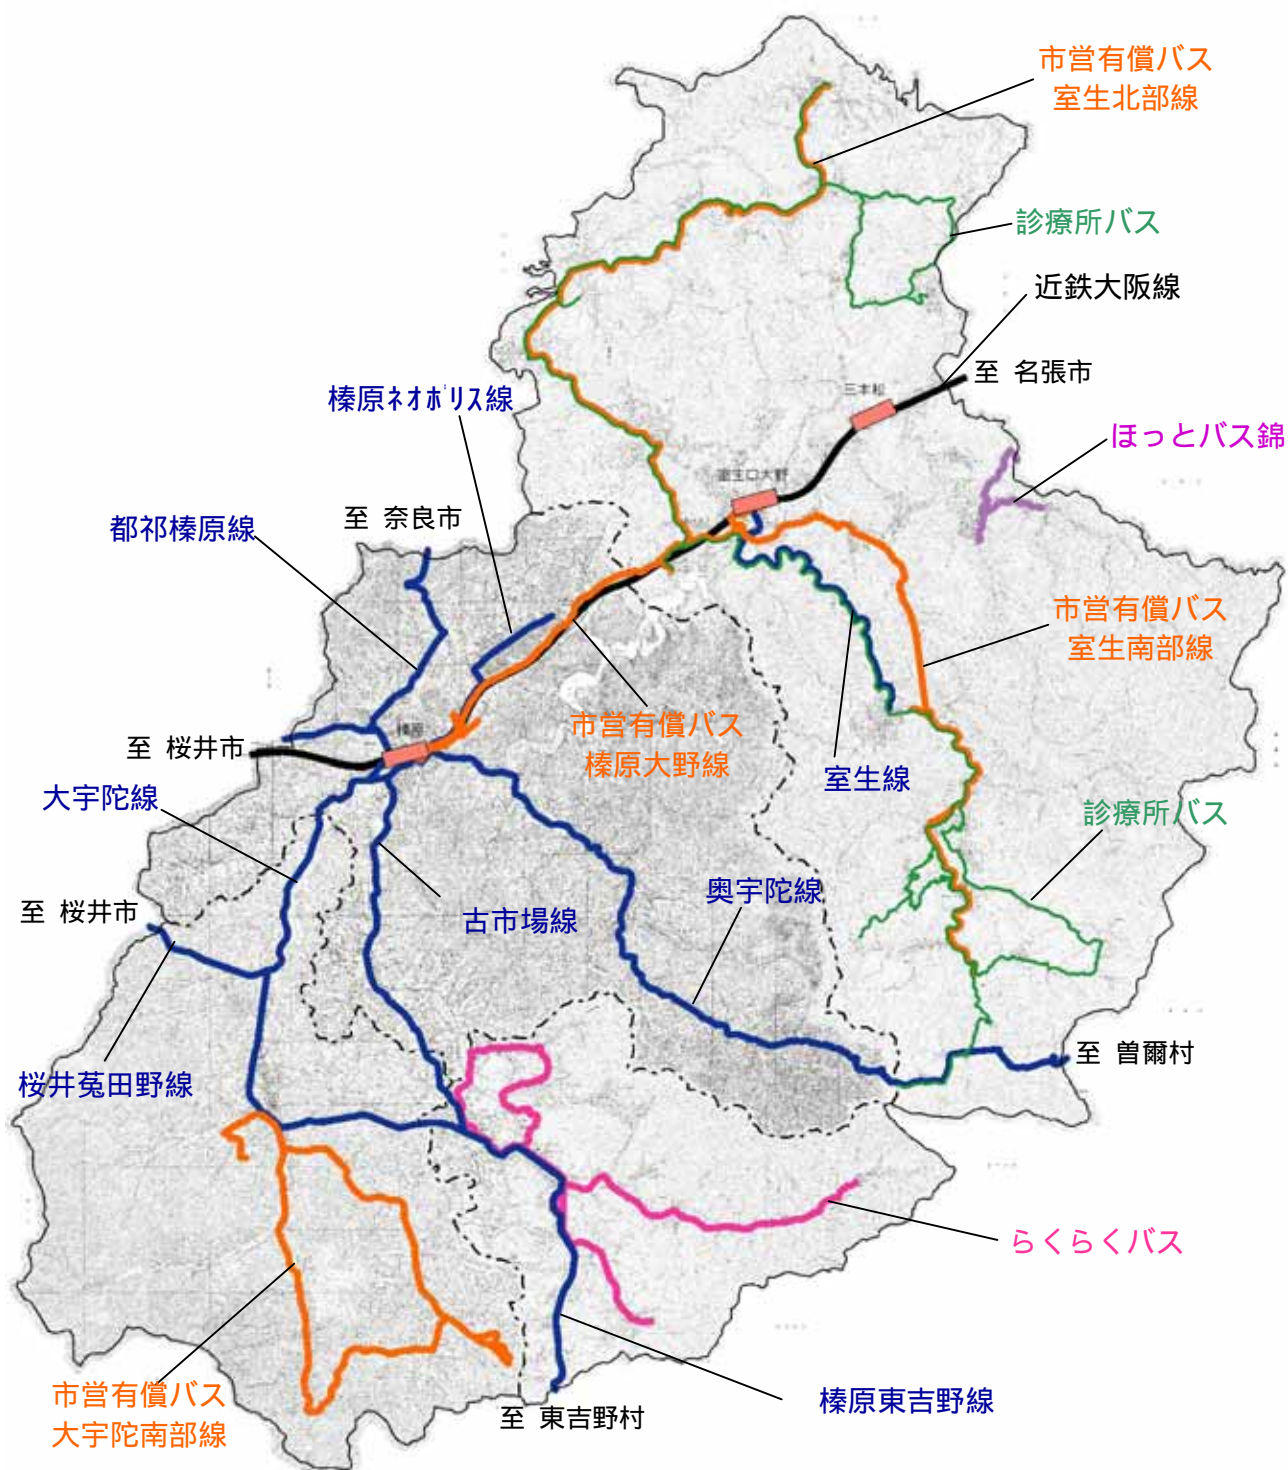 市営有償バス
室生北部線
診療所バス
近鉄大阪線
至 名張市
三本松
榛原ネオポリス線
ほっとバス錦
室生口大野
至 奈良市
都祁榛原線
市営有償バス
室生南部線
榛原
市営有償バス
榛原大野線
至 桜井市
室生線
大宇陀線
診療所バス
奥宇陀線
至 桜井市
古市場線
至 曽爾村
桜井菟田野線
らくらくバス
市営有償バス
大宇陀南部線
榛原東吉野線
至 東吉野村